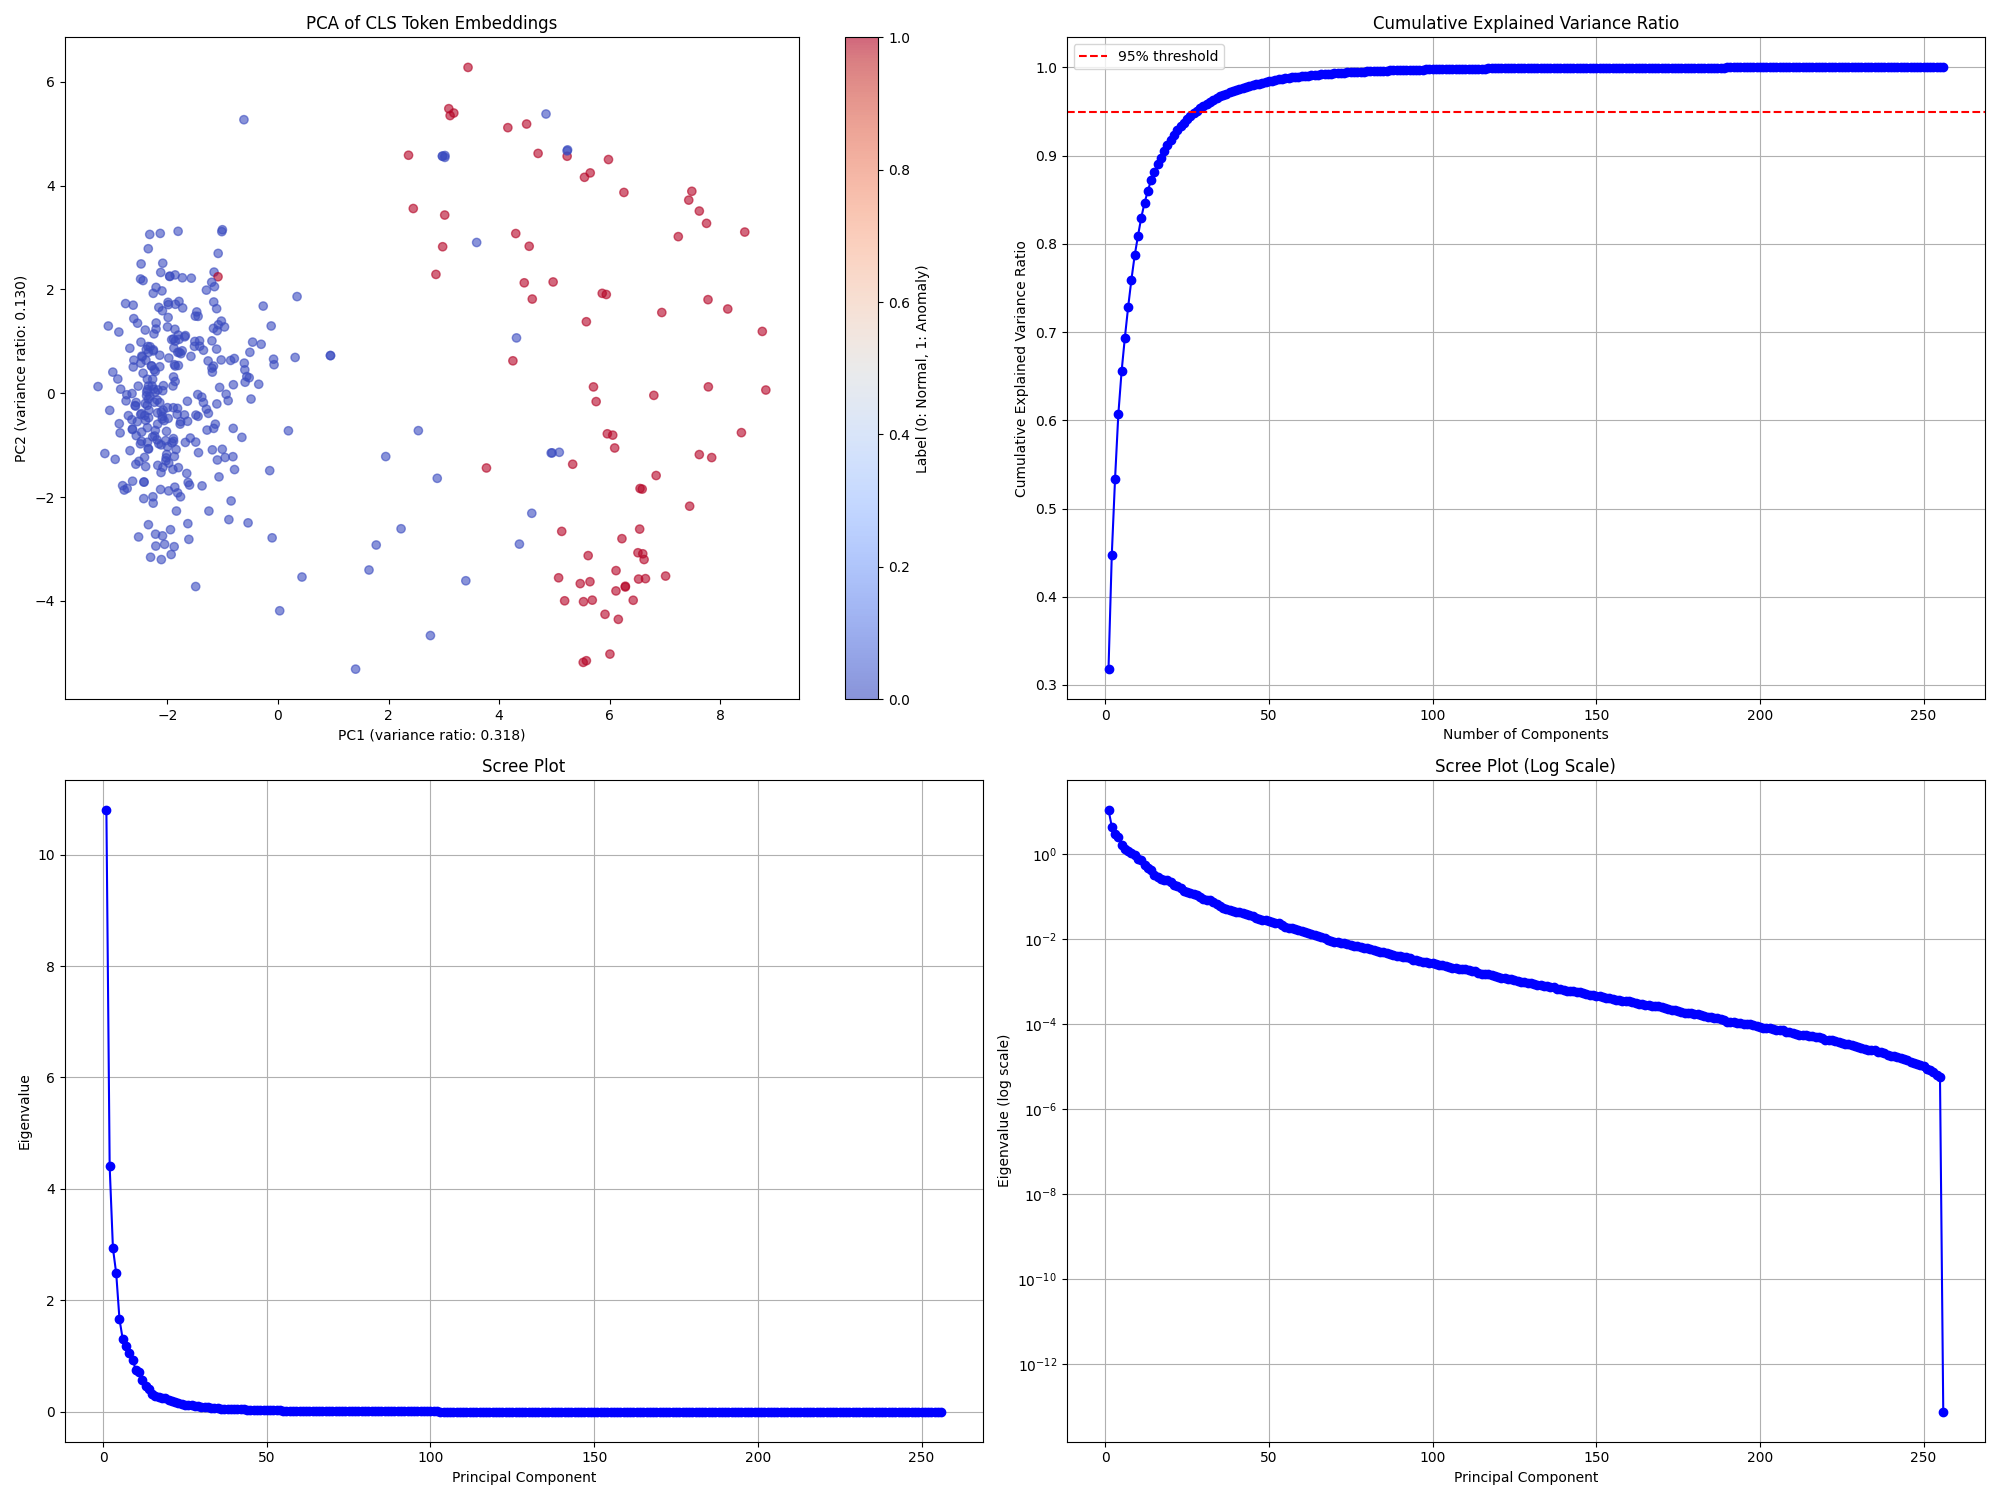 PCA of CLS Token Embeddings
6
4
2
0
−2
−4
PC2 (variance ratio: 0.130)
−2 0 2 4 6 8
PC1 (variance ratio: 0.318)
1.0
0.8
0.6
0.4
0.2
0.0
Label (0: Normal, 1: Anomaly)
Cumulative Explained Variance Ratio
95% threshold
1.0
0.9
0.8
0.7
0.6
0.5
0.4
0.3
Cumulative Explained Variance Ratio
0 50 100 150 200 250
Number of Components
Scree Plot
10
8
6
4
2
0
Eigenvalue
0 50 100 150 200 250
Principal Component
Scree Plot (Log Scale)
10⁰
10⁻²
10⁻⁴
10⁻⁶
10⁻⁸
10⁻¹⁰
10⁻¹²
Eigenvalue (log scale)
0 50 100 150 200 250
Principal Component